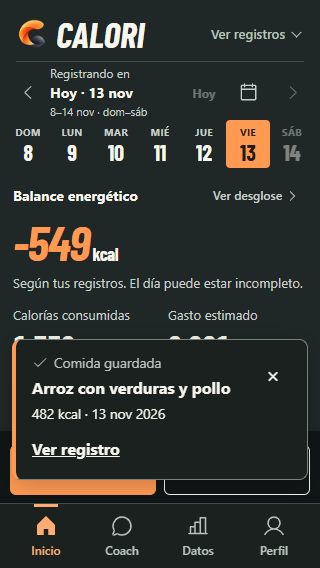 CALORI
Ver registros
Registrando en
Hoy · 13 nov
8–14 nov · dom–sáb
Hoy
DOM LUN MAR MIÉ JUE VIE SÁB
8 9 10 11 12 13 14
Balance energético
Ver desglose
-549 kcal
Según tus registros. El día puede estar incompleto.
Calorías consumidas
Gasto estimado
Comida guardada
Arroz con verduras y pollo
482 kcal · 13 nov 2026
Ver registro
Inicio Coach Datos Perfil